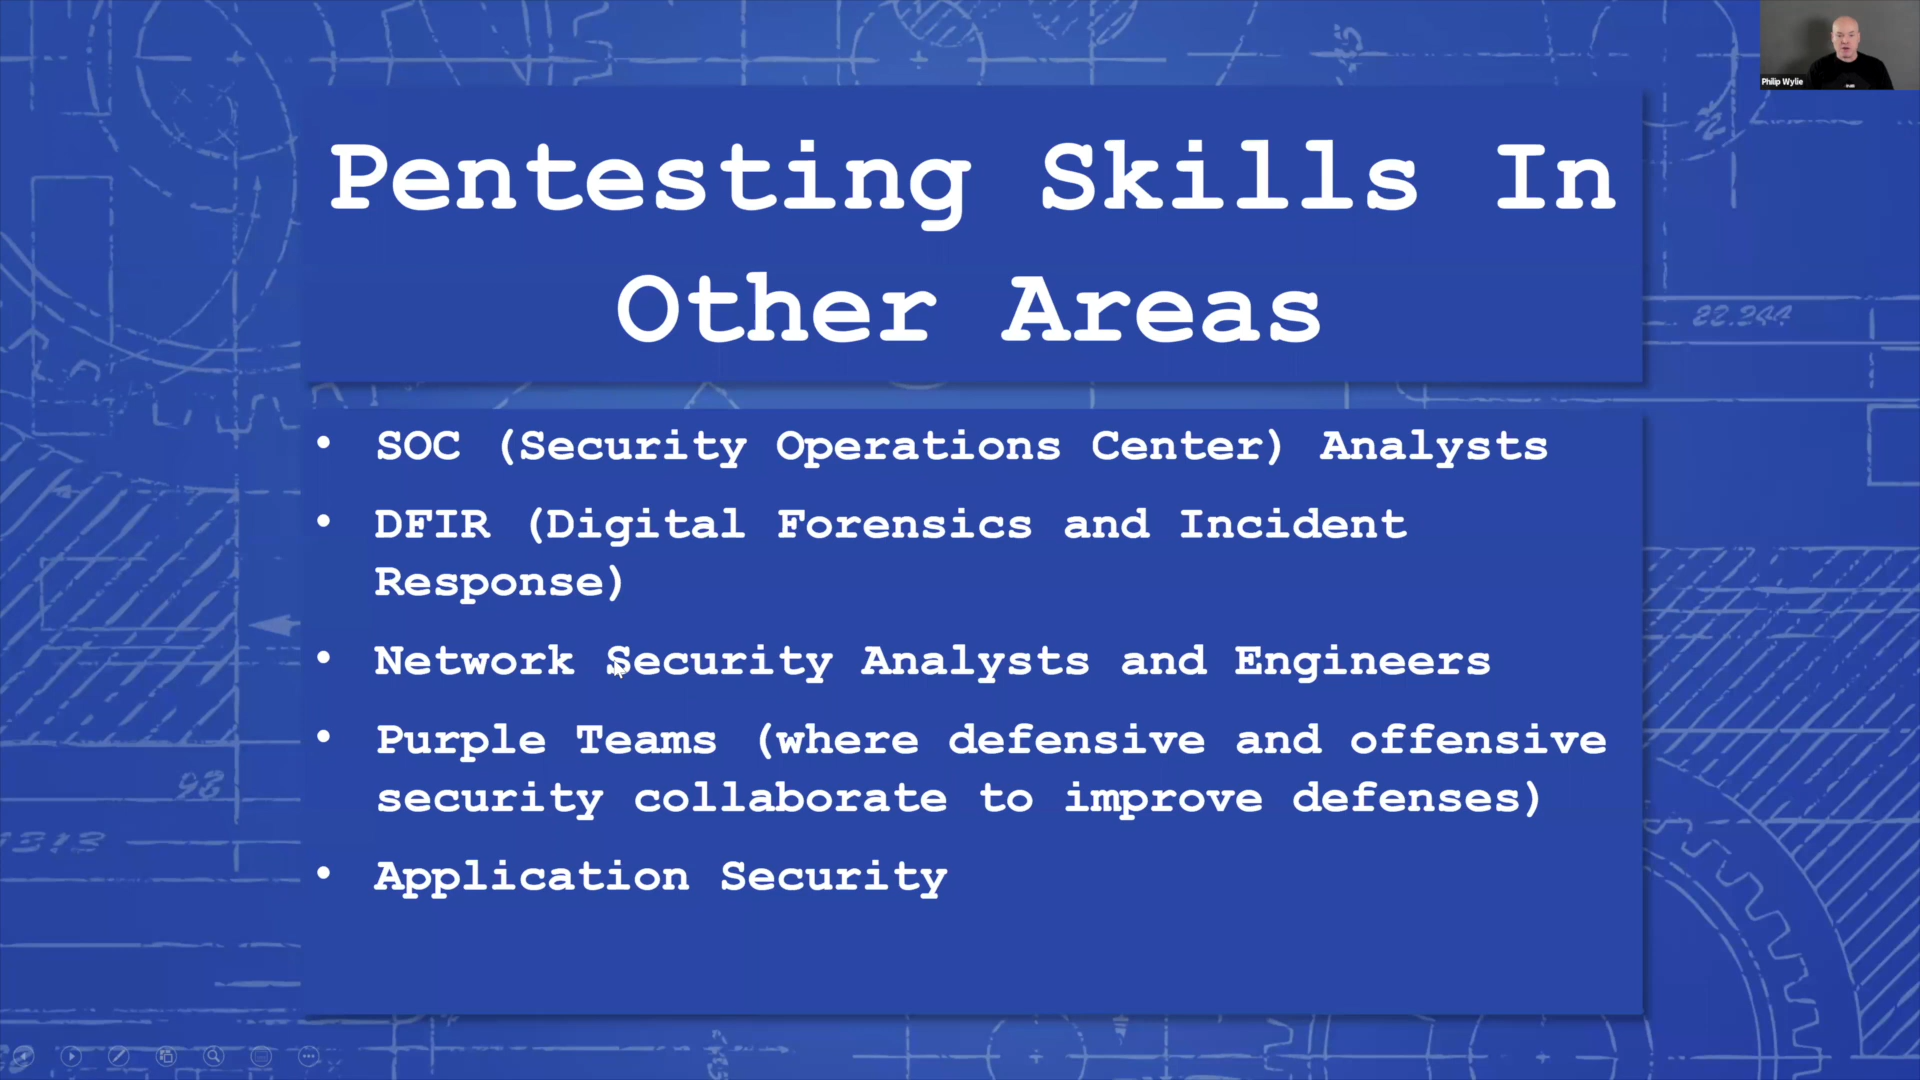 Philip Wylie
Pentesting Skills In
Other Areas
• SOC (Security Operations Center) Analysts
• DFIR (Digital Forensics and Incident
Response)
• Network Security Analysts and Engineers
• Purple Teams (where defensive and offensive
security collaborate to improve defenses)
• Application Security
22.244